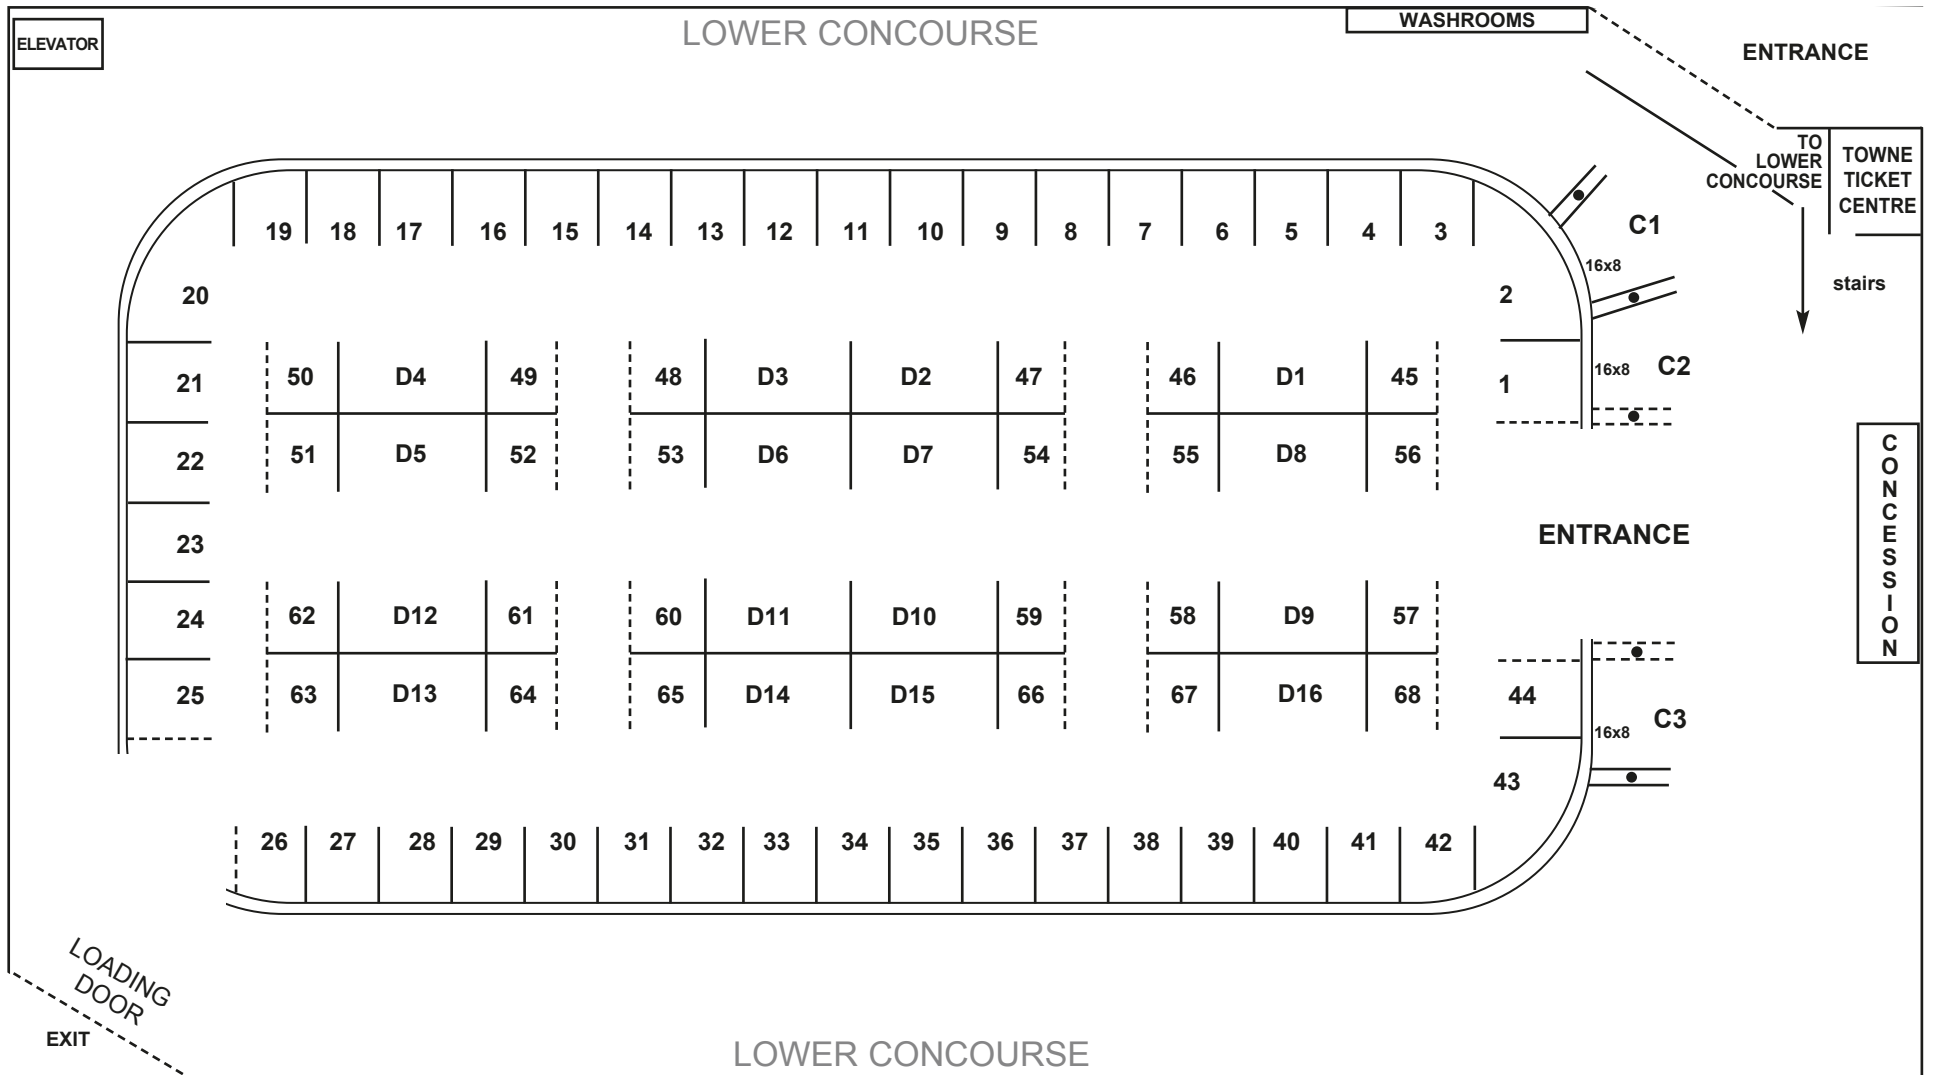 LOWER CONCOURSE
WASHROOMS
ELEVATOR
ENTRANCE
TO
LOWER
CONCOURSE
TOWNE
TICKET
CENTRE
19 18 17 16 15 14 13 12 11 10 9 8 7 6 5 4 3
C1
16x8
stairs
20
2
21
50 D4 49 48 D3 D2 47 46 D1 45
1
16x8
C2
22
51 D5 52 53 D6 D7 54 55 D8 56
CONCESSION
23
ENTRANCE
24
62 D12 61 60 D11 D10 59 58 D9 57
25
63 D13 64 65 D14 D15 66 67 D16 68
44
16x8
C3
43
26 27 28 29 30 31 32 33 34 35 36 37 38 39 40 41 42
LOADING
DOOR
EXIT
LOWER CONCOURSE